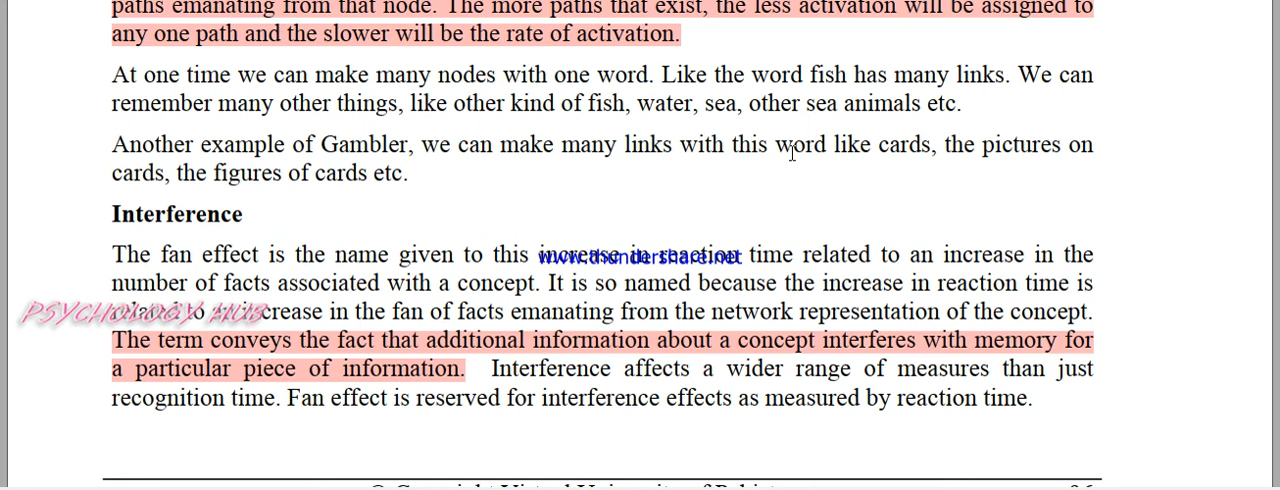 paths emanating from that node. The more paths that exist, the less activation will be assigned to
any one path and the slower will be the rate of activation.
At one time we can make many nodes with one word. Like the word fish has many links. We can
remember many other things, like other kind of fish, water, sea, other sea animals etc.
Another example of Gambler, we can make many links with this word like cards, the pictures on
cards, the figures of cards etc.
Interference
The fan effect is the name given to this increase in reaction time related to an increase in the
www.thundershare.net
number of facts associated with a concept. It is so named because the increase in reaction time is
PSYCHOLOGY HUB
related to an increase in the fan of facts emanating from the network representation of the concept.
The term conveys the fact that additional information about a concept interferes with memory for
a particular piece of information. Interference affects a wider range of measures than just
recognition time. Fan effect is reserved for interference effects as measured by reaction time.